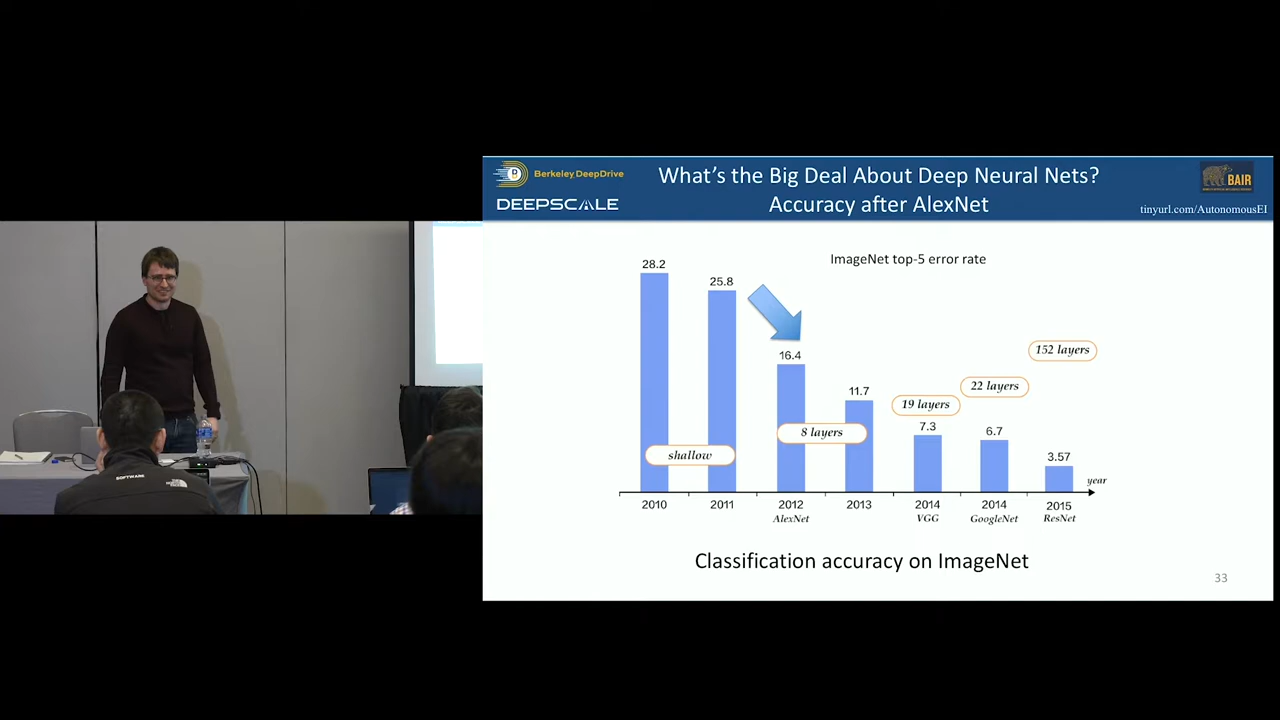 Berkeley DeepDrive
DEEPSCALE
What's the Big Deal About Deep Neural Nets?
Accuracy after AlexNet
BAIR
tinyurl.com/AutonomousEI
ImageNet top-5 error rate
28.2
25.8
16.4
11.7
7.3
6.7
3.57
shallow
8 layers
19 layers
22 layers
152 layers
year
2010
2011
2012
2013
2014
2014
2015
AlexNet
VGG
GoogleNet
ResNet
Classification accuracy on ImageNet
33
SOFTWARE